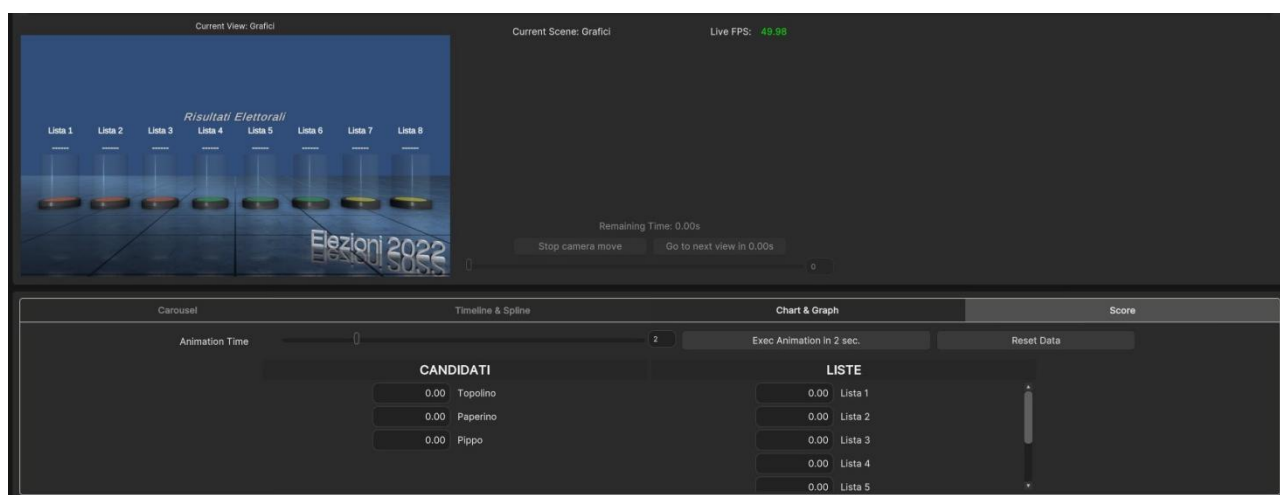 Current View: Grafici
Current Scene: Grafici
Live FPS: 49.98
Risultati Elettorali
Lista 1 Lista 2 Lista 3 Lista 4 Lista 5 Lista 6 Lista 7 Lista 8
------ ------ ------ ------ ------ ------ ------ ------
Elezioni 2022
Remaining Time: 0.00s
Stop camera move Go to next view in 0.00s
0
Carousel Timeline & Spline Chart & Graph Score
Animation Time 2 Exec Animation in 2 sec. Reset Data
CANDIDATI LISTE
0.00 Topolino 0.00 Lista 1
0.00 Paperino 0.00 Lista 2
0.00 Pippo 0.00 Lista 3
0.00 Lista 4
0.00 Lista 5